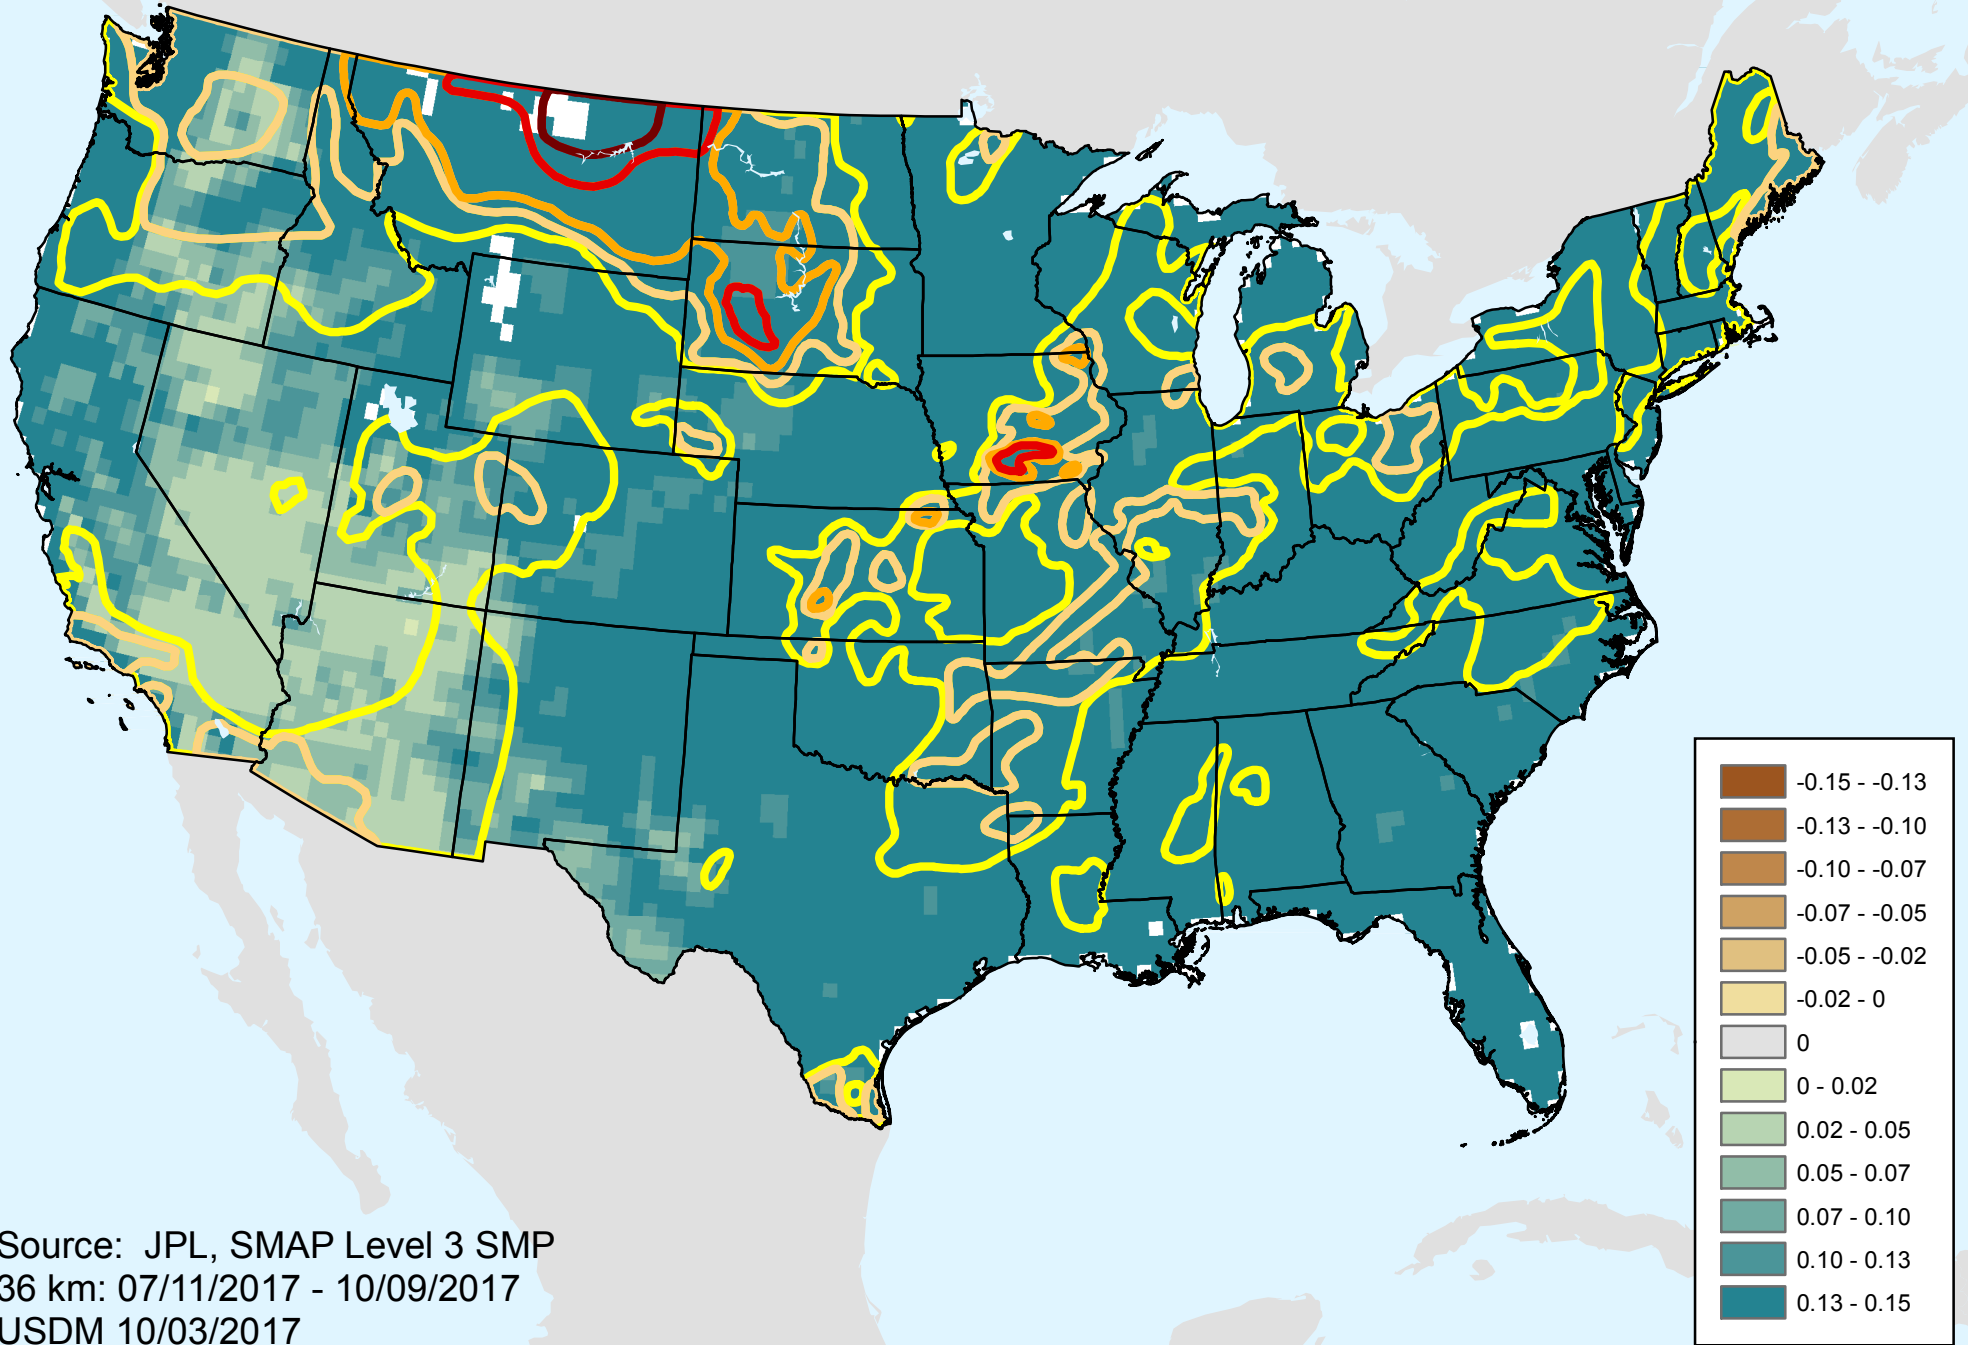 -0.15 - -0.13
-0.13 - -0.10
-0.10 - -0.07
-0.07 - -0.05
-0.05 - -0.02
-0.02 - 0
0
0 - 0.02
0.02 - 0.05
0.05 - 0.07
0.07 - 0.10
0.10 - 0.13
0.13 - 0.15
Source: JPL, SMAP Level 3 SMP
36 km: 07/11/2017 - 10/09/2017
USDM 10/03/2017